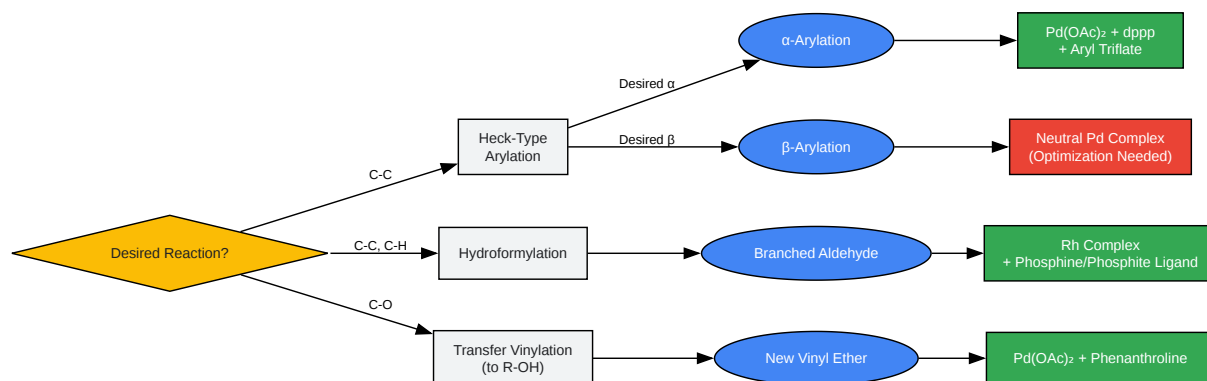 α-Arylation
Pd(OAc)₂ + dppp
+ Aryl Triflate
Desired α
Heck-Type
Arylation
Desired β
β-Arylation
Neutral Pd Complex
(Optimization Needed)
C-C
Desired Reaction?
C-C, C-H
Hydroformylation
Branched Aldehyde
Rh Complex
+ Phosphine/Phosphite Ligand
C-O
Transfer Vinylation
(to R-OH)
New Vinyl Ether
Pd(OAc)₂ + Phenanthroline